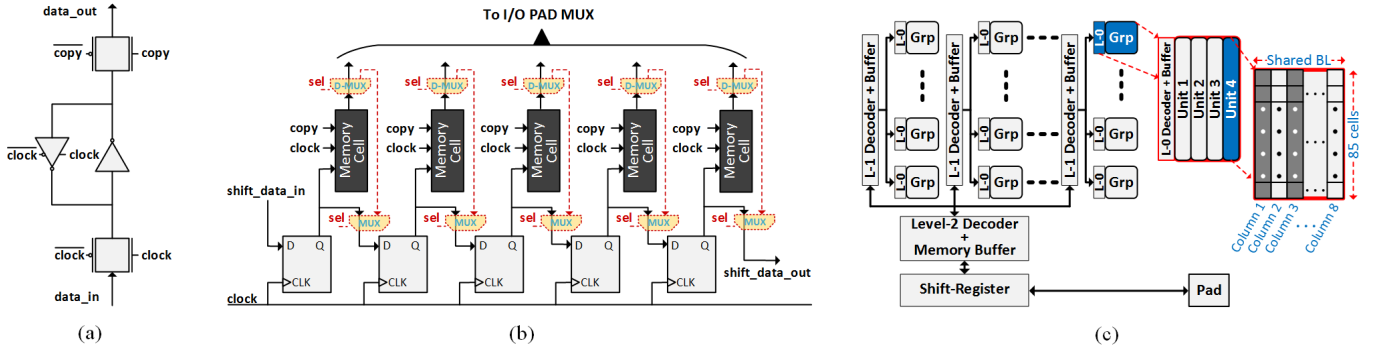 data_out
copy
copy
clock
clock
clock
clock
data_in
(a)
To I/O PAD MUX
sel
D-MUX
sel
D-MUX
sel
D-MUX
sel
D-MUX
sel
D-MUX
copy
clock
Memory Cell
copy
clock
Memory Cell
copy
clock
Memory Cell
copy
clock
Memory Cell
copy
clock
Memory Cell
shift_data_in
sel
MUX
sel
MUX
sel
MUX
sel
MUX
sel
MUX
D Q
CLK
D Q
CLK
D Q
CLK
D Q
CLK
D Q
CLK
shift_data_out
clock
(b)
L-1 Decoder + Buffer
L-0
Grp
L-0
Grp
L-0
Grp
L-1 Decoder + Buffer
L-0
Grp
L-0
Grp
L-0
Grp
L-1 Decoder + Buffer
L-0
Grp
L-0
Grp
L-0
Grp
L-0 Decoder + Buffer
Unit 1
Unit 2
Unit 3
Unit 4
Shared BL
85 cells
Column 1
Column 2
Column 3
...
Column 8
Level-2 Decoder
+
Memory Buffer
Shift-Register
Pad
(c)